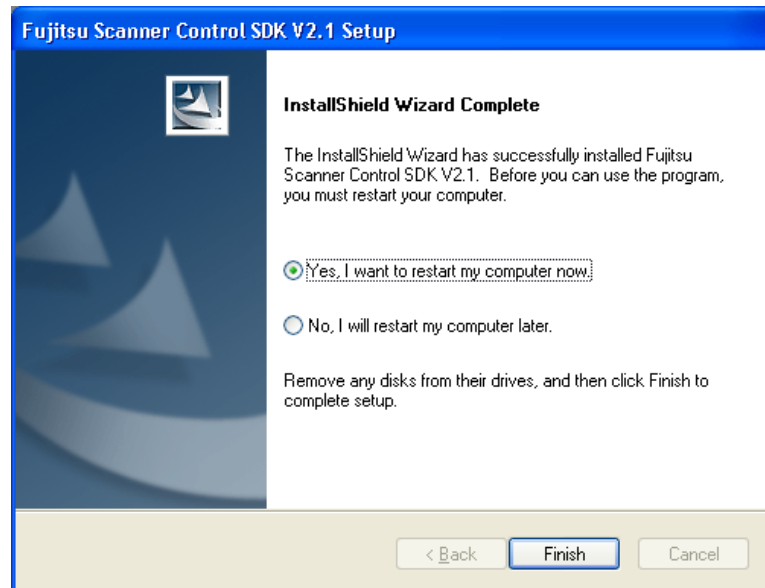 Fujitsu Scanner Control SDK V2.1 Setup
InstallShield Wizard Complete
The InstallShield Wizard has successfully installed Fujitsu
Scanner Control SDK V2.1.  Before you can use the program,
you must restart your computer.
Yes, I want to restart my computer now.
No, I will restart my computer later.
Remove any disks from their drives, and then click Finish to
complete setup.
< Back
Finish
Cancel